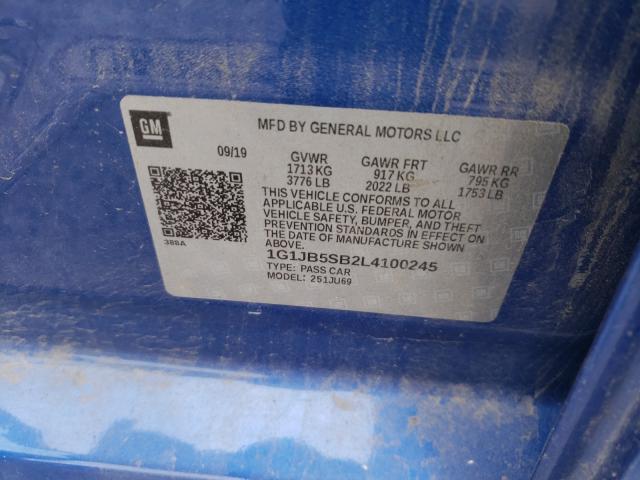 GM
MFD BY GENERAL MOTORS LLC
09/19
GVWR GAWR FRT GAWR RR
1713 KG 917 KG 795 KG
3776 LB 2022 LB 1753 LB
THIS VEHICLE CONFORMS TO ALL
APPLICABLE U.S. FEDERAL MOTOR
VEHICLE SAFETY, BUMPER, AND THEFT
PREVENTION STANDARDS IN EFFECT
ON THE DATE OF MANUFACTURE SHOWN
ABOVE.
388A
1G1JB5SB2L4100245
TYPE: PASS CAR
MODEL: 251JU69